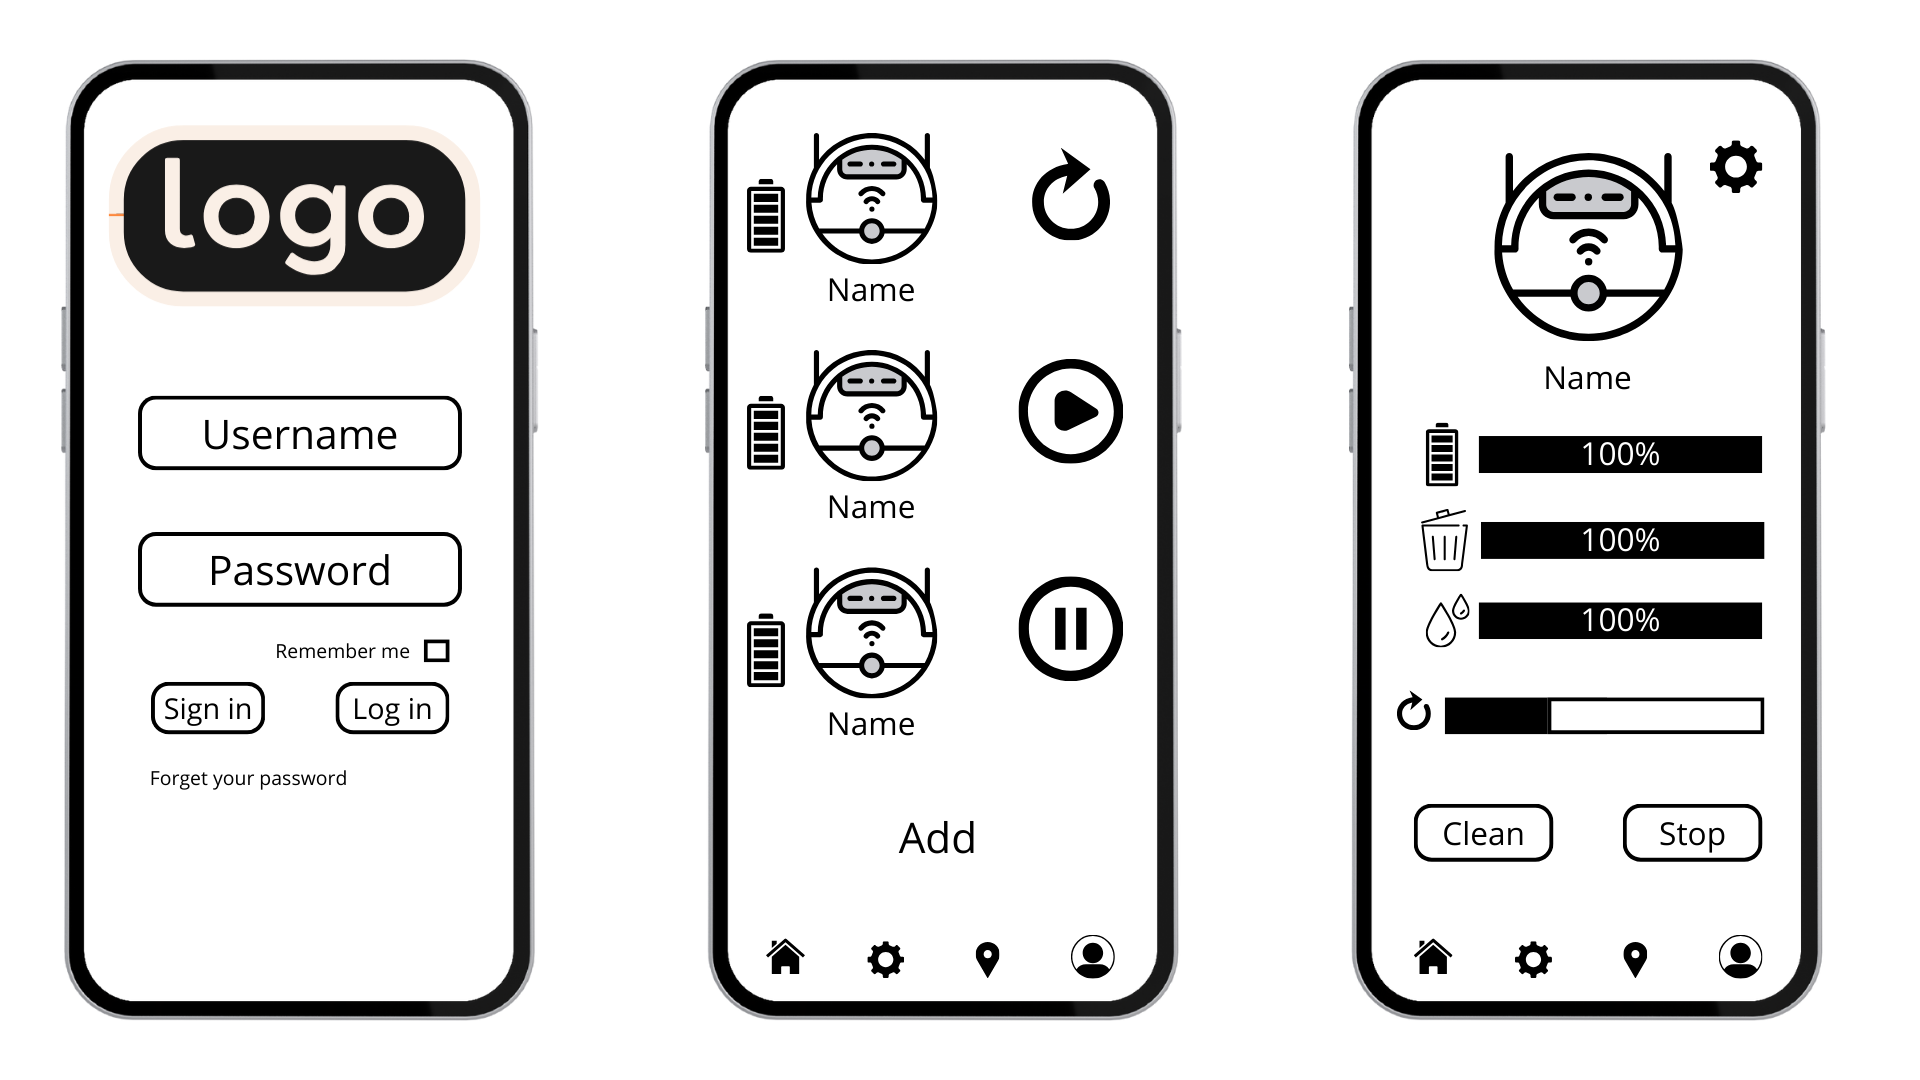 logo
Username
Password
Remember me
Sign in
Log in
Forget your password
Name
Name
Name
Add
Name
100%
100%
100%
Clean
Stop